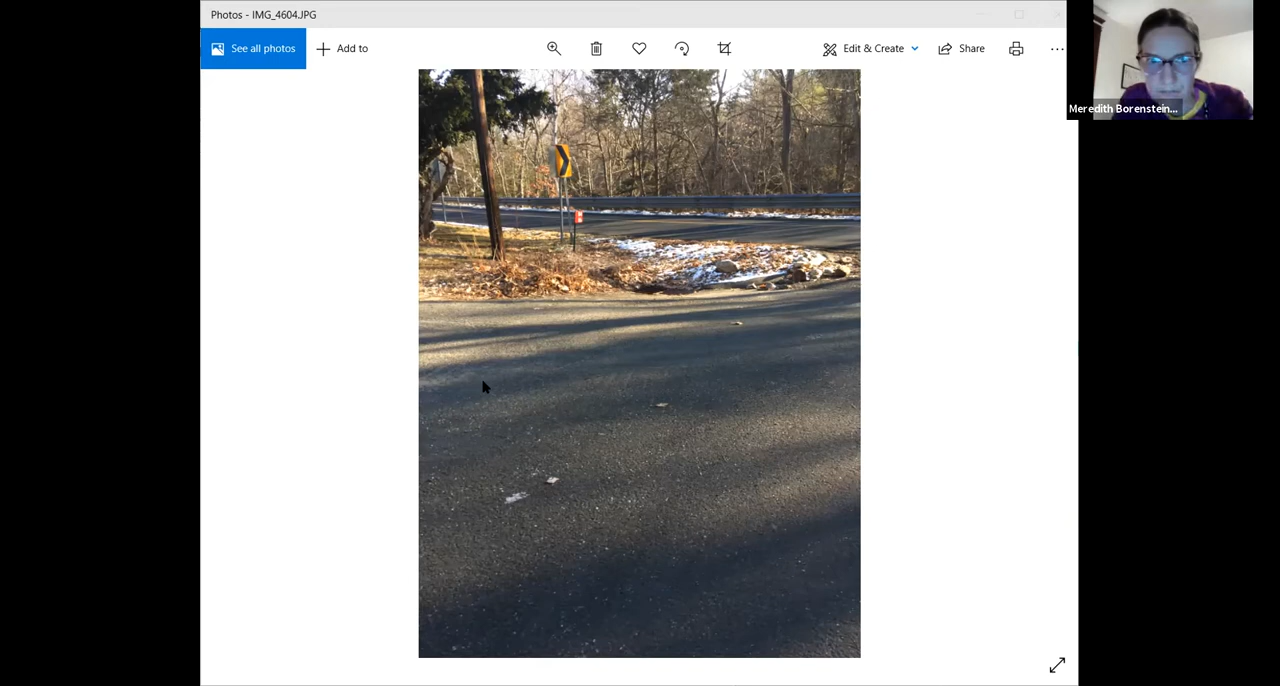 Photos - IMG_4604.JPG
See all photos
Add to
Edit & Create
Share
Meredith Borenstein...